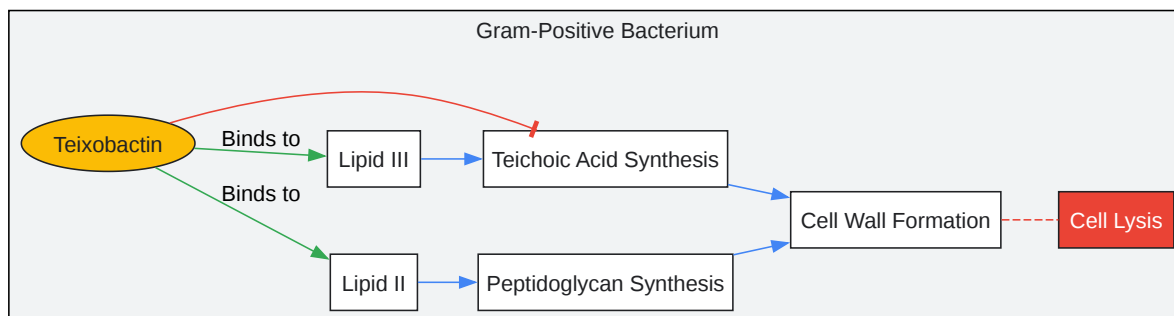 Gram-Positive Bacterium
Teixobactin
Binds to
Binds to
Lipid III
Teichoic Acid Synthesis
Cell Wall Formation
Cell Lysis
Lipid II
Peptidoglycan Synthesis